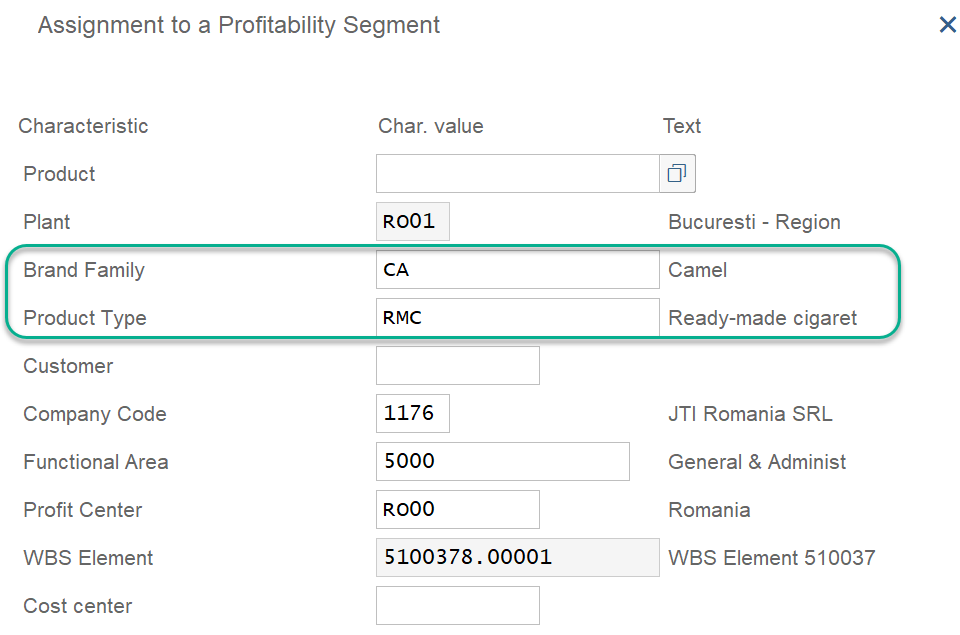 Assignment to a Profitability Segment
Characteristic Char. value Text
Product
Plant RO01 Bucuresti - Region
Brand Family CA Camel
Product Type RMC Ready-made cigaret
Customer
Company Code 1176 JTI Romania SRL
Functional Area 5000 General & Administ
Profit Center RO00 Romania
WBS Element 5100378.00001 WBS Element 510037
Cost center